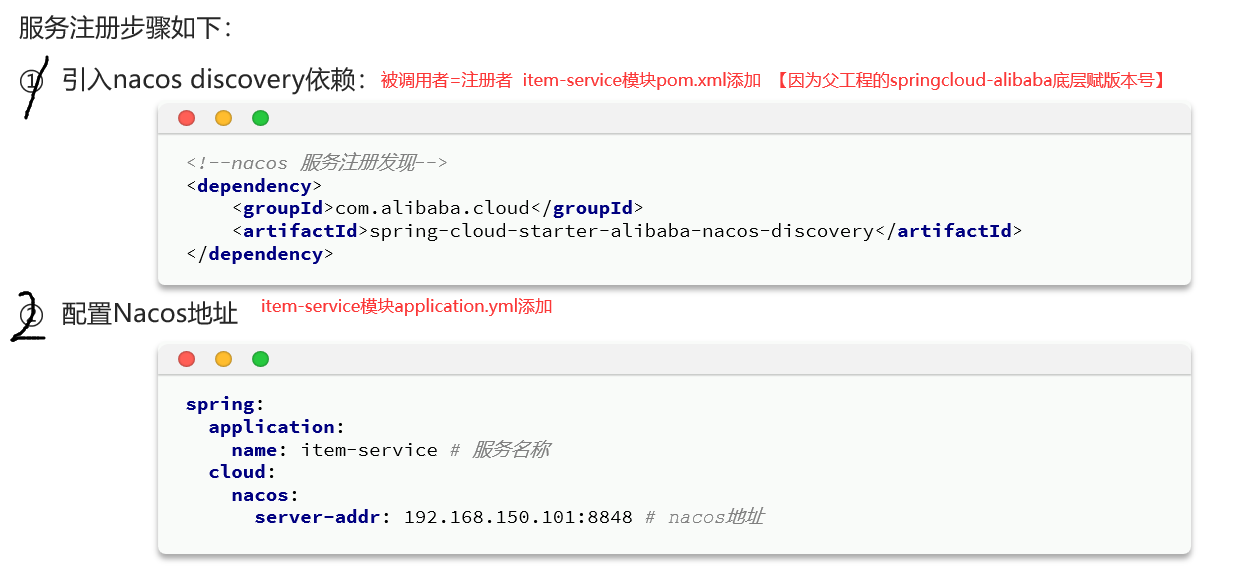 服务注册步骤如下：
① 引入nacos discovery依赖： 被调用者=注册者 item-service模块pom.xml添加 【因为父工程的springcloud-alibaba底层赋版本号】
<!--nacos 服务注册发现-->
<dependency>
    <groupId>com.alibaba.cloud</groupId>
    <artifactId>spring-cloud-starter-alibaba-nacos-discovery</artifactId>
</dependency>
② 配置Nacos地址 item-service模块application.yml添加
spring:
  application:
    name: item-service # 服务名称
  cloud:
    nacos:
      server-addr: 192.168.150.101:8848 # nacos地址